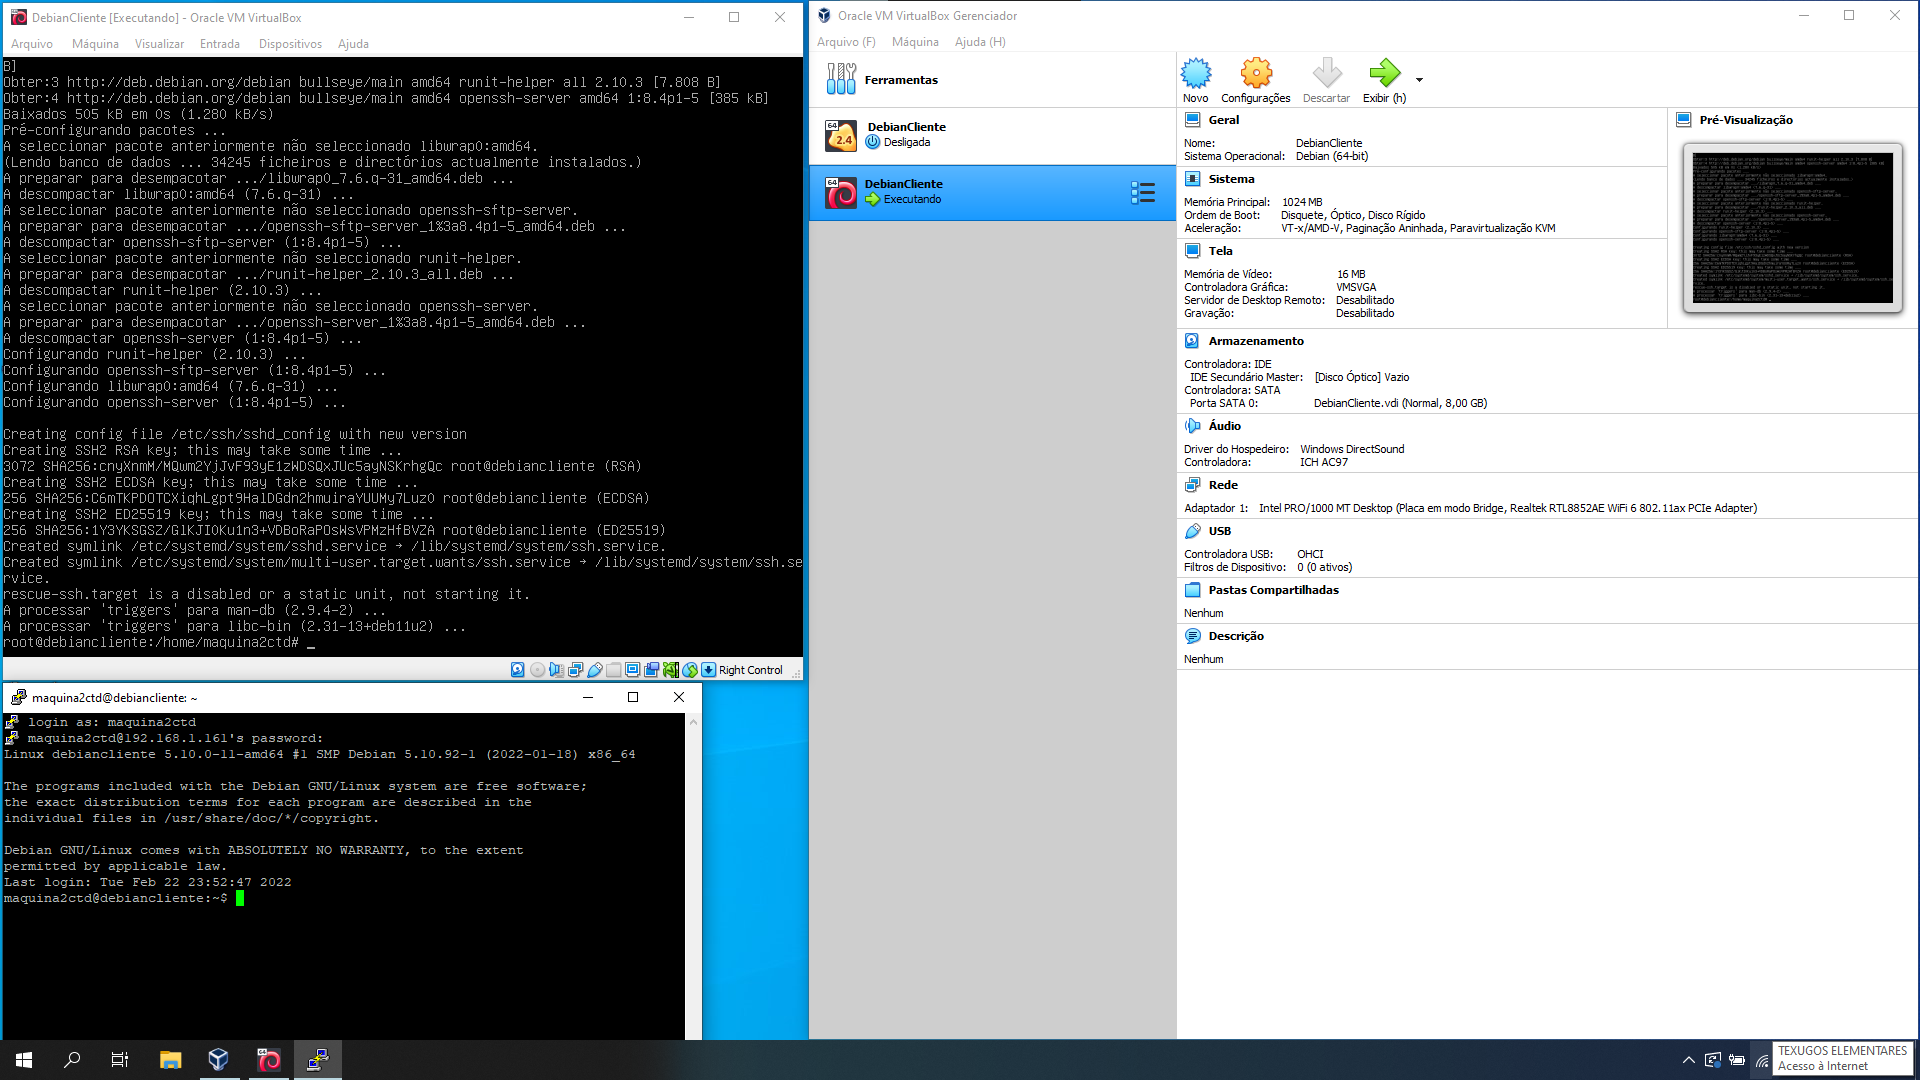 DebianCliente [Executando] - Oracle VM VirtualBox
Arquivo Máquina Visualizar Entrada Dispositivos Ajuda
B]
Obter:3 http://deb.debian.org/debian bullseye/main amd64 runit-helper all 2.10.3 [7.808 B]
Obter:4 http://deb.debian.org/debian bullseye/main amd64 openssh-server amd64 1:8.4p1-5 [385 kB]
Baixados 505 kB em 0s (1.280 kB/s)
Pré-configurando pacotes ...
A seleccionar pacote anteriormente não seleccionado libwrap0:amd64.
(Lendo banco de dados ... 34245 ficheiros e directórios actualmente instalados.)
A preparar para desempacotar .../libwrap0_7.6.q-31_amd64.deb ...
A descompactar libwrap0:amd64 (7.6.q-31) ...
A seleccionar pacote anteriormente não seleccionado openssh-sftp-server.
A preparar para desempacotar .../openssh-sftp-server_1%3a8.4p1-5_amd64.deb ...
A descompactar openssh-sftp-server (1:8.4p1-5) ...
A seleccionar pacote anteriormente não seleccionado runit-helper.
A preparar para desempacotar .../runit-helper_2.10.3_all.deb ...
A descompactar runit-helper (2.10.3) ...
A seleccionar pacote anteriormente não seleccionado openssh-server.
A preparar para desempacotar .../openssh-server_1%3a8.4p1-5_amd64.deb ...
A descompactar openssh-server (1:8.4p1-5) ...
Configurando runit-helper (2.10.3) ...
Configurando openssh-sftp-server (1:8.4p1-5) ...
Configurando libwrap0:amd64 (7.6.q-31) ...
Configurando openssh-server (1:8.4p1-5) ...
Creating config file /etc/ssh/sshd_config with new version
Creating SSH2 RSA key; this may take some time ...
3072 SHA256:cnyXnmM/MQwm2YjJvF93yE1zWDSQxJUc5ayNSKrhgQc root@debiancliente (RSA)
Creating SSH2 ECDSA key; this may take some time ...
256 SHA256:C6mTKPDOTCXlqhLgpt9HalDGdn2hmuiraYUUMy7Luz0 root@debiancliente (ECDSA)
Creating SSH2 ED25519 key; this may take some time ...
256 SHA256:1Y3YKSGSZ/GlKJIOKu1n3+VDBoRaPOsWsVPMzHfBVZA root@debiancliente (ED25519)
Created symlink /etc/systemd/system/sshd.service → /lib/systemd/system/ssh.service.
Created symlink /etc/systemd/system/multi-user.target.wants/ssh.service → /lib/systemd/system/ssh.se
rvice.
rescue-ssh.target is a disabled or a static unit, not starting it.
A processar 'triggers' para man-db (2.9.4-2) ...
A processar 'triggers' para libc-bin (2.31-13+deb11u2) ...
root@debiancliente:/home/maquina2ctd# _
Right Control
maquina2ctd@debiancliente: ~
login as: maquina2ctd
maquina2ctd@192.168.1.161's password:
Linux debiancliente 5.10.0-11-amd64 #1 SMP Debian 5.10.92-1 (2022-01-18) x86_64
The programs included with the Debian GNU/Linux system are free software;
the exact distribution terms for each program are described in the
individual files in /usr/share/doc/*/copyright.
Debian GNU/Linux comes with ABSOLUTELY NO WARRANTY, to the extent
permitted by applicable law.
Last login: Tue Feb 22 23:52:47 2022
maquina2ctd@debiancliente:~$
Oracle VM VirtualBox Gerenciador
Arquivo (F) Máquina Ajuda (H)
Ferramentas
64 2.4 DebianCliente
Desligada
64 DebianCliente
Executando
Novo Configurações Descartar Exibir (h)
Geral
Nome: DebianCliente
Sistema Operacional: Debian (64-bit)
Sistema
Memória Principal: 1024 MB
Ordem de Boot: Disquete, Óptico, Disco Rígido
Aceleração: VT-x/AMD-V, Paginação Aninhada, Paravirtualização KVM
Tela
Memória de Vídeo: 16 MB
Controladora Gráfica: VMSVGA
Servidor de Desktop Remoto: Desabilitado
Gravação: Desabilitado
Pré-Visualização
Armazenamento
Controladora: IDE
IDE Secundário Master: [Disco Óptico] Vazio
Controladora: SATA
Porta SATA 0: DebianCliente.vdi (Normal, 8,00 GB)
Áudio
Driver do Hospedeiro: Windows DirectSound
Controladora: ICH AC97
Rede
Adaptador 1: Intel PRO/1000 MT Desktop (Placa em modo Bridge, Realtek RTL8852AE WiFi 6 802.11ax PCIe Adapter)
USB
Controladora USB: OHCI
Filtros de Dispositivo: 0 (0 ativos)
Pastas Compartilhadas
Nenhum
Descrição
Nenhum
64
TEXUGOS ELEMENTARES
Acesso à Internet